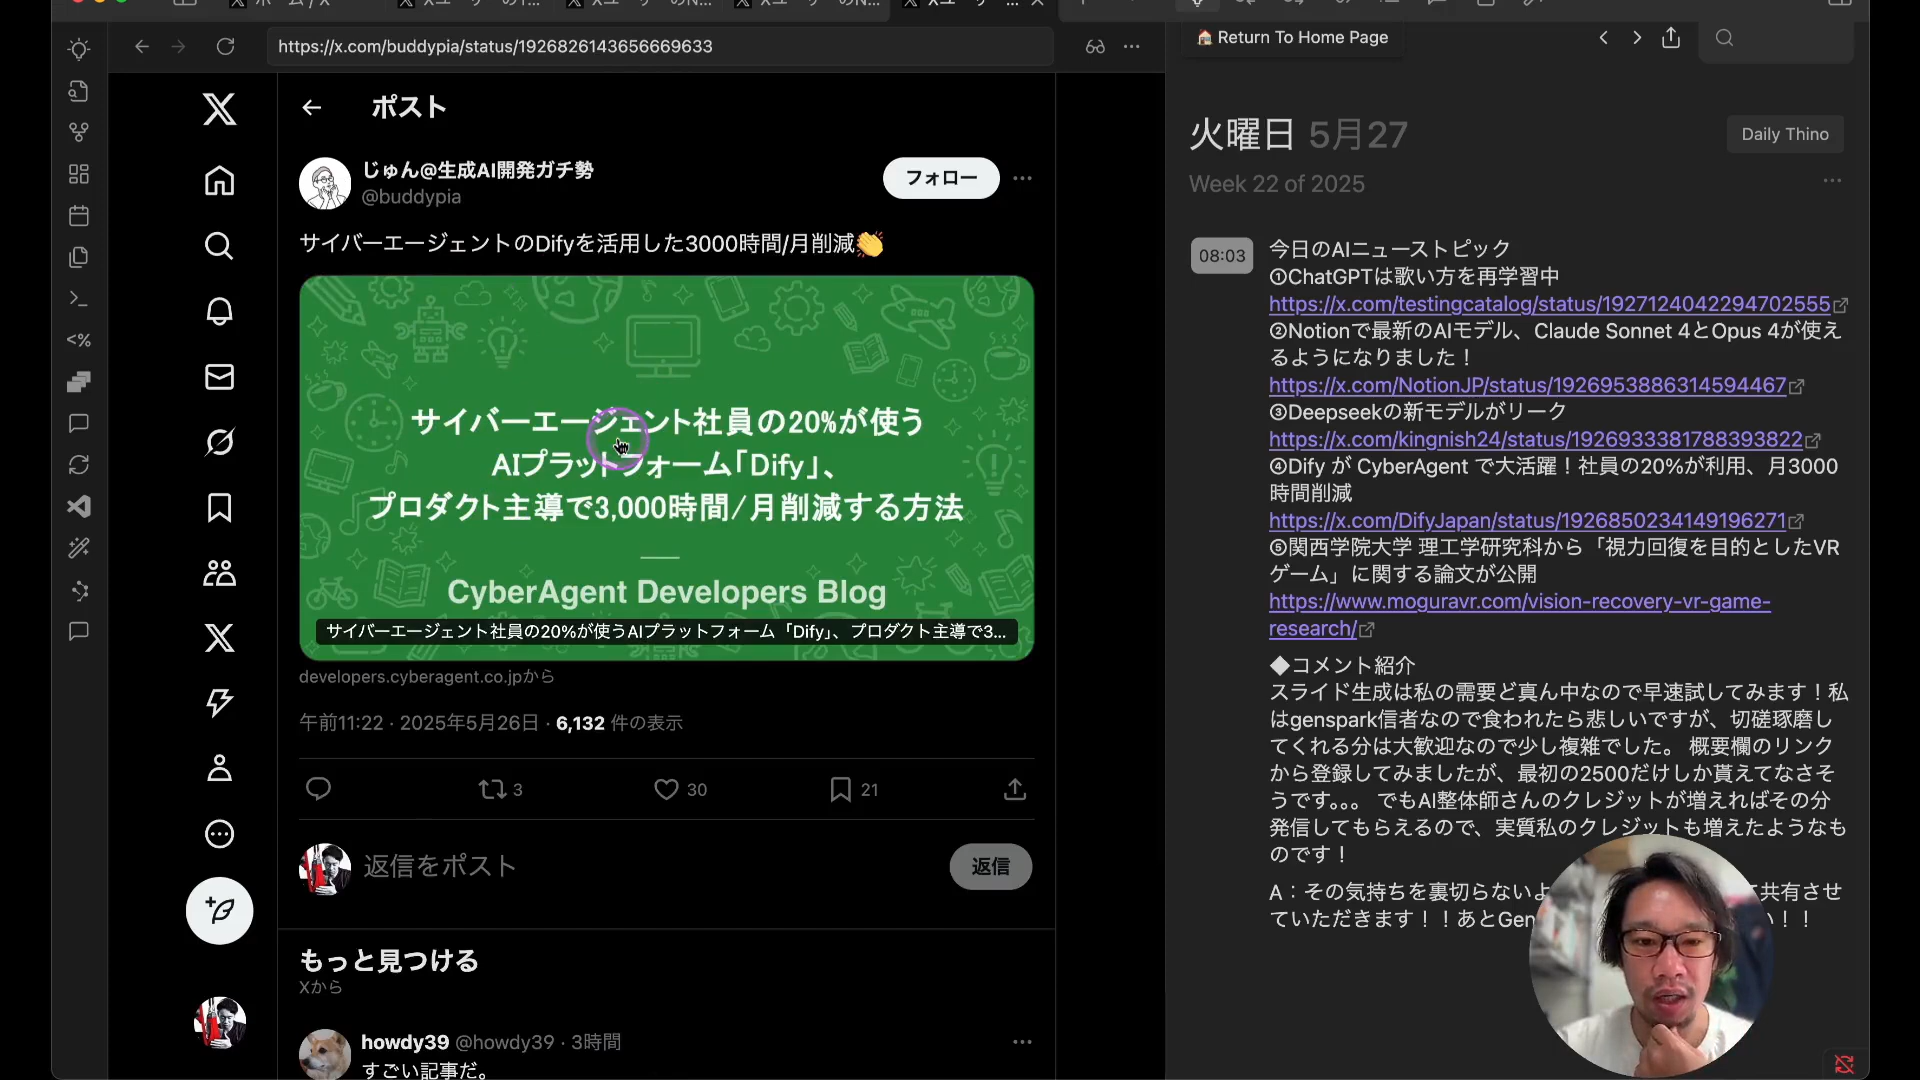 https://x.com/buddypia/status/1926826143656669633
ポスト
じゅん@生成AI開発ガチ勢
@buddypia
フォロー
サイバーエージェントのDifyを活用した3000時間/月削減👏
サイバーエージェント社員の20%が使う
AIプラットフォーム「Dify」、
プロダクト主導で3,000時間/月削減する方法
CyberAgent Developers Blog
サイバーエージェント社員の20%が使うAIプラットフォーム「Dify」、プロダクト主導で3...
developers.cyberagent.co.jpから
午前11:22 · 2025年5月26日 · 6,132 件の表示
3
30
21
返信をポスト
返信
もっと見つける
Xから
howdy39 @howdy39 · 3時間
すごい記事だ。
Return To Home Page
火曜日 5月27
Daily Thino
Week 22 of 2025
08:03
今日のAIニューストピック
①ChatGPTは歌い方を再学習中
https://x.com/testingcatalog/status/1927124042294702555
②Notionで最新のAIモデル、Claude Sonnet 4とOpus 4が使え
るようになりました！
https://x.com/NotionJP/status/1926953886314594467
③Deepseekの新モデルがリーク
https://x.com/kingnish24/status/1926933381788393822
④Dify が CyberAgent で大活躍！社員の20%が利用、月3000
時間削減
https://x.com/DifyJapan/status/1926850234149196271
⑤関西学院大学 理工学研究科から「視力回復を目的としたVR
ゲーム」に関する論文が公開
https://www.moguravr.com/vision-recovery-vr-game-
research/
◆コメント紹介
スライド生成は私の需要ど真ん中なので早速試してみます！私
はgenspark信者なので食われたら悲しいですが、切磋琢磨し
てくれる分は大歓迎なので少し複雑でした。 概要欄のリンク
から登録してみましたが、最初の2500だけしか貰えてなさそ
うです。。。 でもAI整体師さんのクレジットが増えればその分
発信してもらえるので、実質私のクレジットも増えたようなも
のです！
A：その気持ちを裏切らないよ
て共有させ
ていただきます！！あとGen
！！